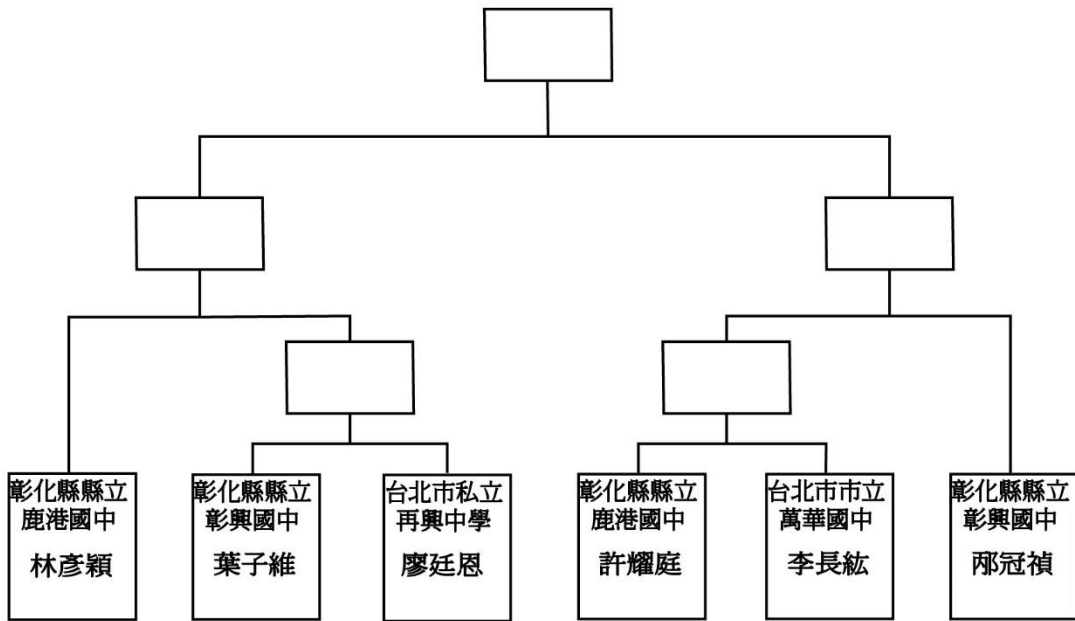 彰化縣縣立
鹿港國中
林彥穎
彰化縣縣立
彰興國中
葉子維
台北市私立
再興中學
廖廷恩
彰化縣縣立
鹿港國中
許耀庭
台北市市立
萬華國中
李長紘
彰化縣縣立
彰興國中
邴冠禎